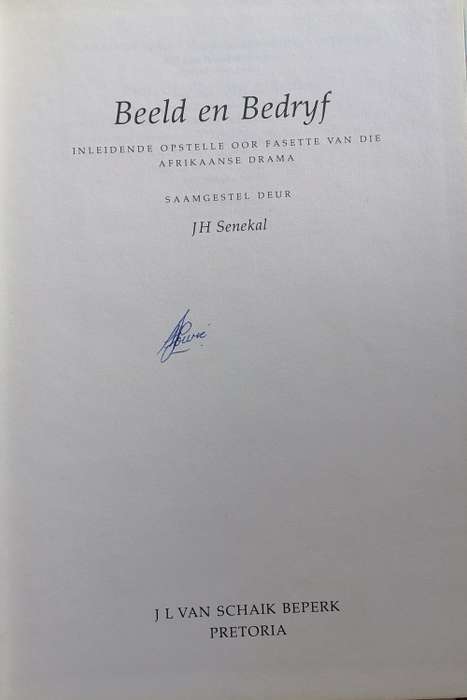 Beeld en Bedryf
INLEIDENDE OPSTELLE OOR FASETTE VAN DIE
AFRIKAANSE DRAMA
SAAMGESTEL DEUR
JH Senekal
J L VAN SCHAIK BEPERK
PRETORIA